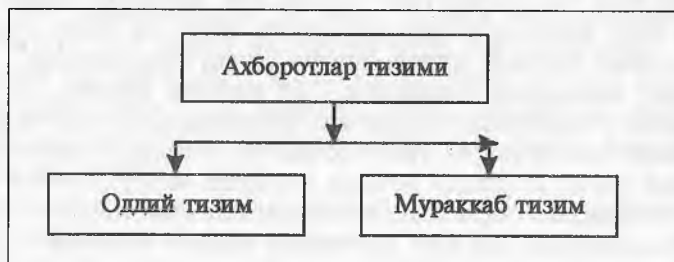 Ахборотлар тизими
Оддий тизим
Мураккаб тизим